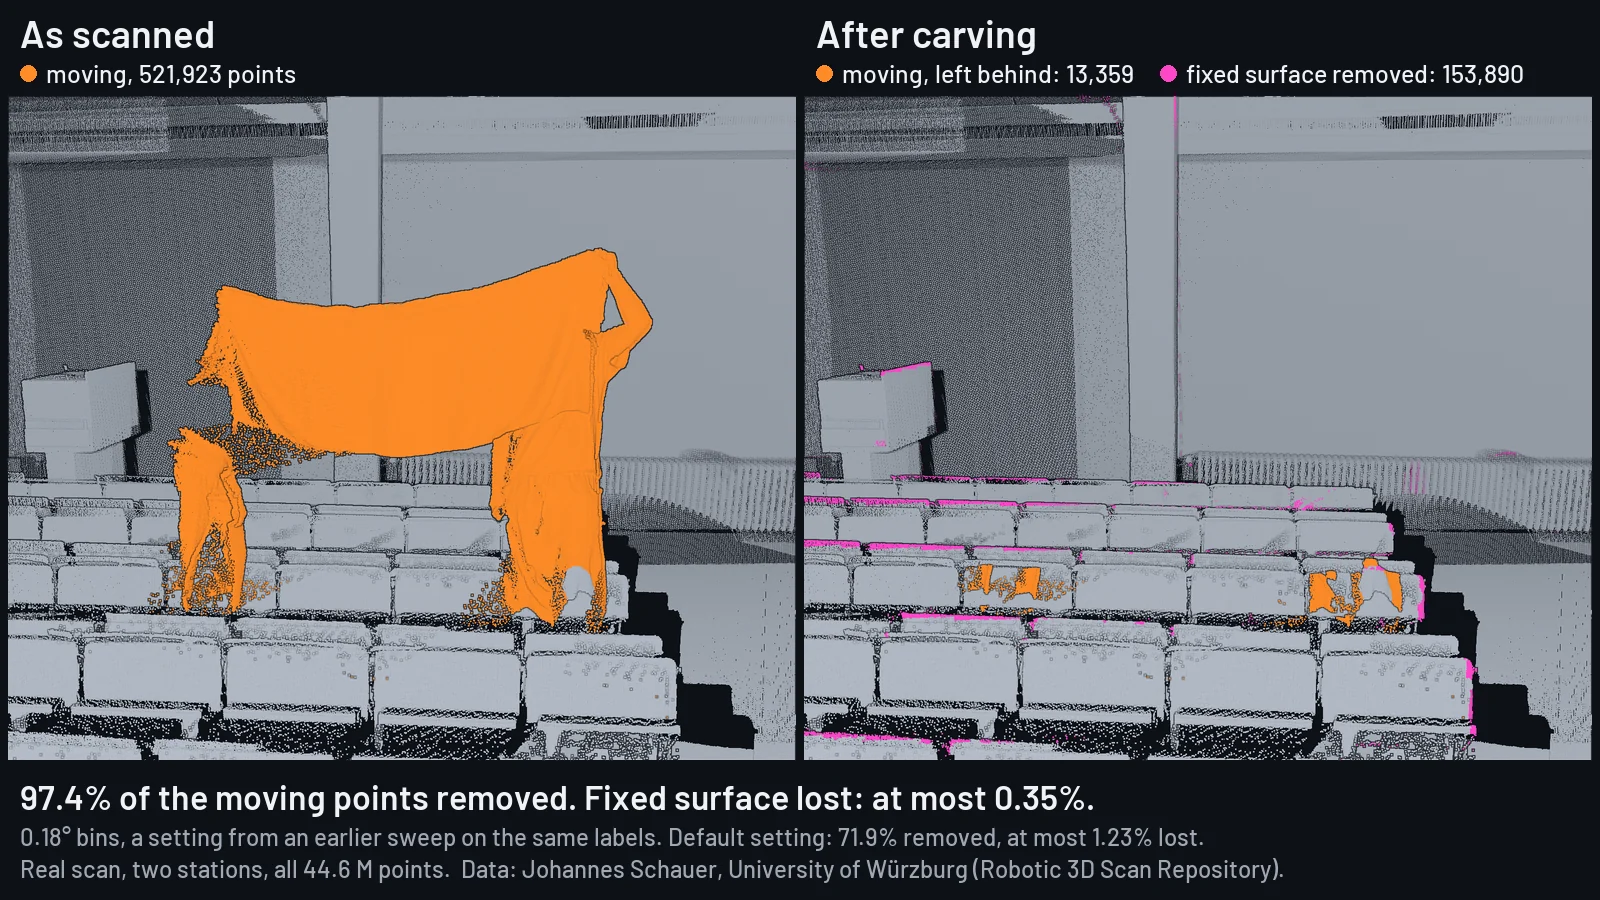 As scanned
moving, 521,923 points
After carving
moving, left behind: 13,359
fixed surface removed: 153,890
97.4% of the moving points removed. Fixed surface lost: at most 0.35%.
0.18° bins, a setting from an earlier sweep on the same labels. Default setting: 71.9% removed, at most 1.23% lost.
Real scan, two stations, all 44.6 M points. Data: Johannes Schauer, University of Würzburg (Robotic 3D Scan Repository).